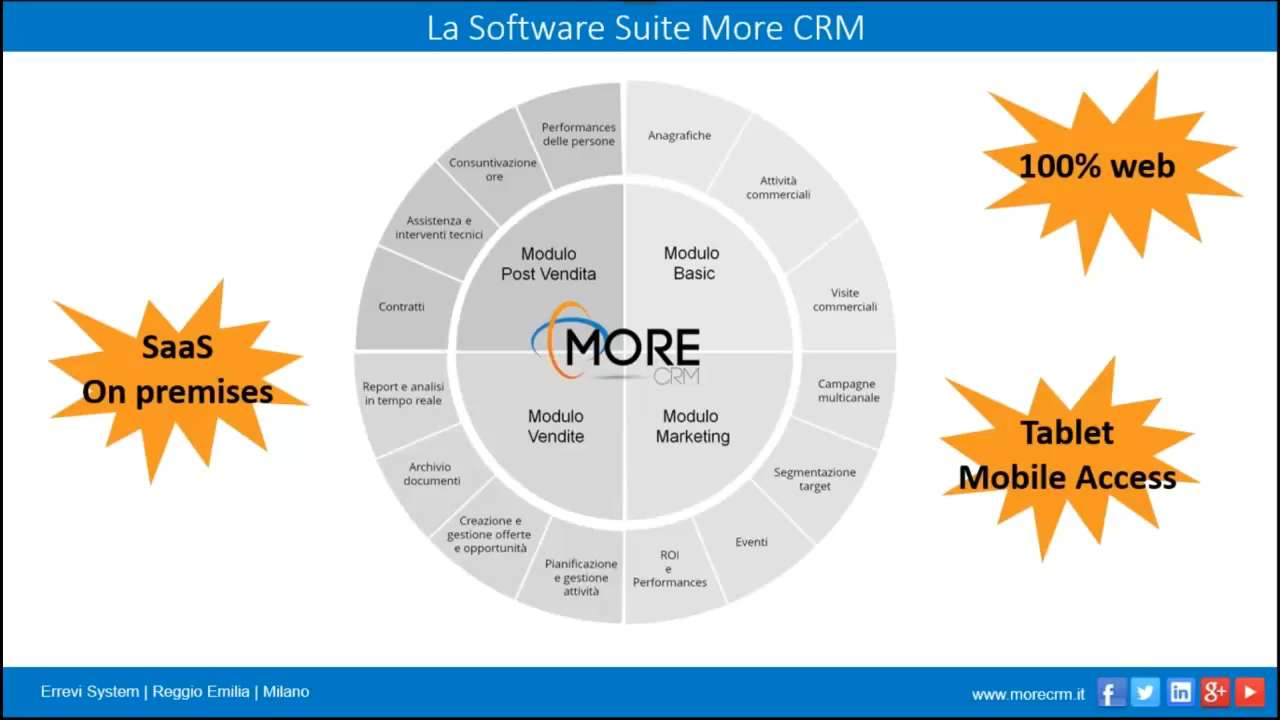 La Software Suite More CRM
Performances
delle persone
Anagrafiche
Consuntivazione
ore
Attività
commerciali
Assistenza e
interventi tecnici
Contratti
Visite
commerciali
Modulo
Post Vendita
Modulo
Basic
MORE
CRM
Modulo
Vendite
Modulo
Marketing
Report e analisi
in tempo reale
Campagne
multicanale
Archivio
documenti
Segmentazione
target
Creazione e
gestione offerte
e opportunità
Eventi
Pianificazione
e gestione
attività
ROI
e
Performances
100% web
SaaS
On premises
Tablet
Mobile Access
Errevi System | Reggio Emilia | Milano
www.morecrm.it